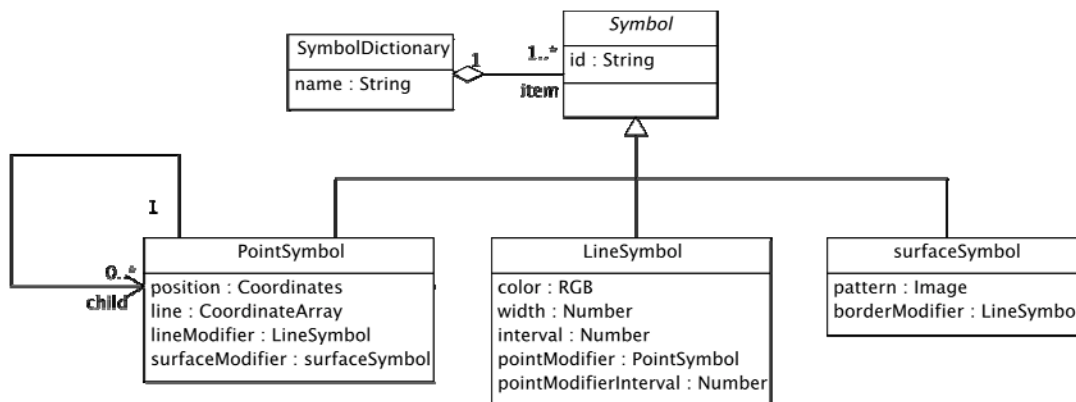 SymbolDictionary
name : String
1
1..*
item
Symbol
id : String
1
0..*
child
PointSymbol
position : Coordinates
line : CoordinateArray
lineModifier : LineSymbol
surfaceModifier : surfaceSymbol
LineSymbol
color : RGB
width : Number
interval : Number
pointModifier : PointSymbol
pointModifierInterval : Number
surfaceSymbol
pattern : Image
borderModifier : LineSymbol